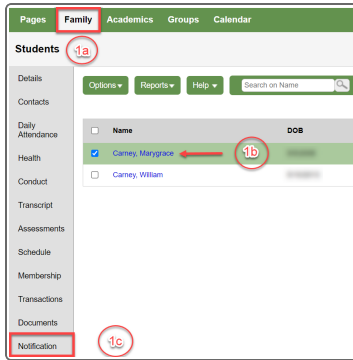 Pages Family Academics Groups Calendar
Students 1a
Details
Options Reports Help Search on Name
Contacts
Daily
Attendance
Name DOB
Health
Carney, Marygrace 1b
Conduct
Carney, William
Transcript
Assessments
Schedule
Membership
Transactions
Documents
Notification 1c